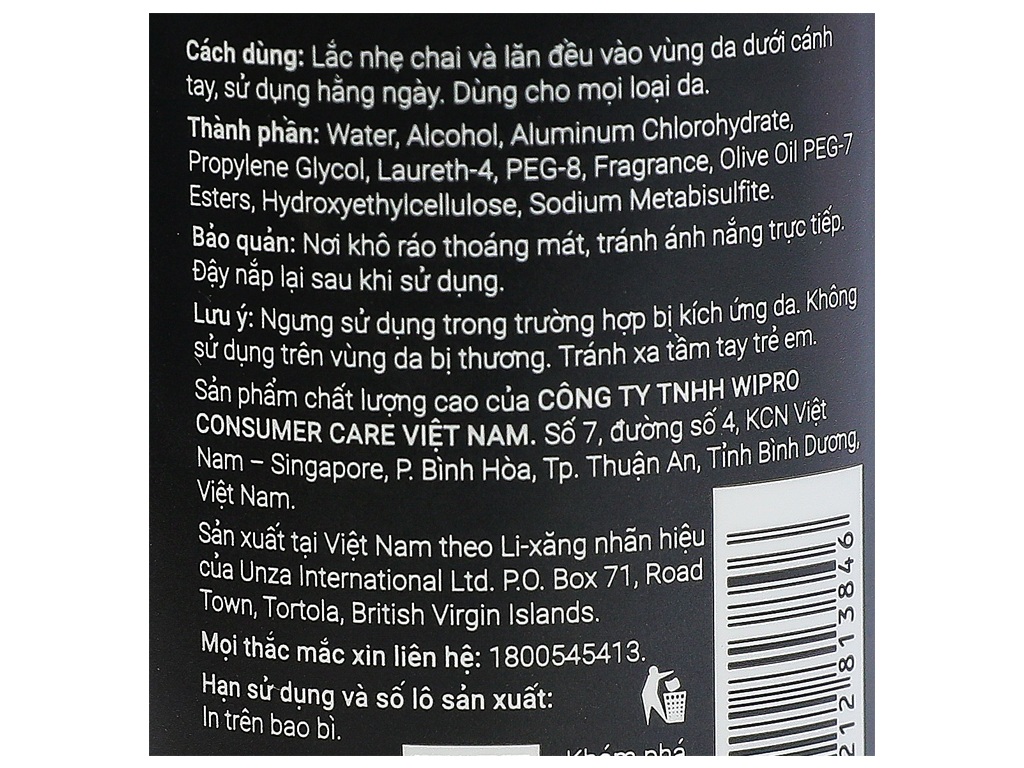 Cách dùng: Lắc nhẹ chai và lăn đều vào vùng da dưới cánh
tay, sử dụng hằng ngày. Dùng cho mọi loại da.
Thành phần: Water, Alcohol, Aluminum Chlorohydrate,
Propylene Glycol, Laureth-4, PEG-8, Fragrance, Olive Oil PEG-7
Esters, Hydroxyethylcellulose, Sodium Metabisulfite.
Bảo quản: Nơi khô ráo thoáng mát, tránh ánh nắng trực tiếp.
Đậy nắp lại sau khi sử dụng.
Lưu ý: Ngưng sử dụng trong trường hợp bị kích ứng da. Không
sử dụng trên vùng da bị thương. Tránh xa tầm tay trẻ em.
Sản phẩm chất lượng cao của CÔNG TY TNHH WIPRO
CONSUMER CARE VIỆT NAM. Số 7, đường số 4, KCN Việt
Nam – Singapore, P. Bình Hòa, Tp. Thuận An, Tỉnh Bình Dương,
Việt Nam.
Sản xuất tại Việt Nam theo Li-xăng nhãn hiệu
của Unza International Ltd. P.O. Box 71, Road
Town, Tortola, British Virgin Islands.
Mọi thắc mắc xin liên hệ: 1800545413.
Hạn sử dụng và số lô sản xuất:
In trên bao bì.
Khám phá
212813846